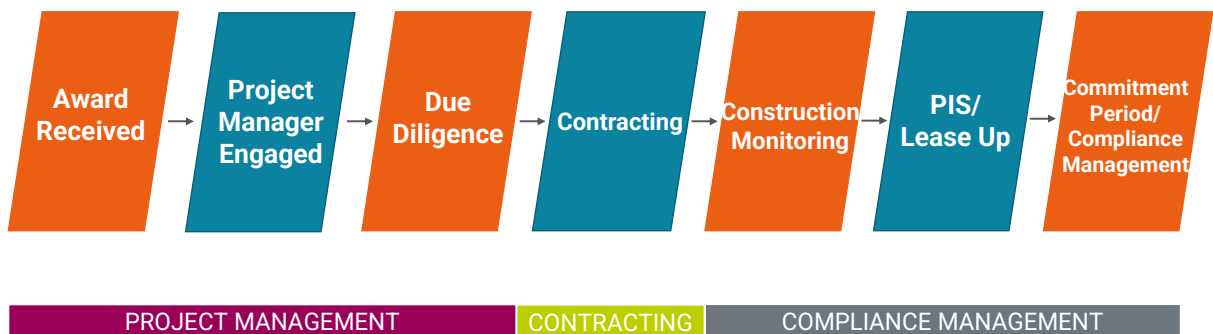 Award
Received
Project
Manager
Engaged
Due
Diligence
Contracting
Construction
Monitoring
PIS/
Lease Up
Commitment
Period/
Compliance
Management
PROJECT MANAGEMENT
CONTRACTING
COMPLIANCE MANAGEMENT